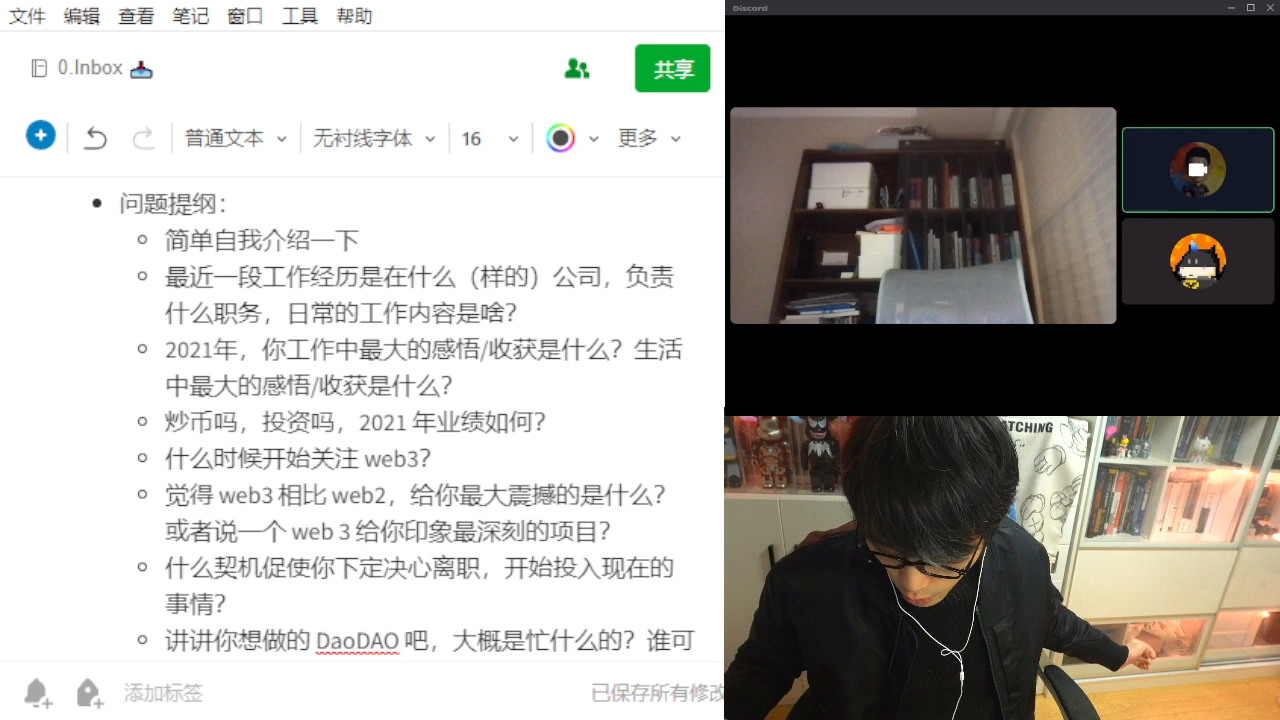 文件 编辑 查看 笔记 窗口 工具 帮助
0.Inbox
共享
普通文本 无衬线字体 16 更多
问题提纲：
简单自我介绍一下
最近一段工作经历是在什么（样的）公司，负责
什么职务，日常的工作内容是啥？
2021年，你工作中最大的感悟/收获是什么？生活
中最大的感悟/收获是什么？
炒币吗，投资吗，2021 年业绩如何？
什么时候开始关注 web3？
觉得 web3 相比 web2，给你最大震撼的是什么？
或者说一个 web 3 给你印象最深刻的项目？
什么契机促使你下定决心离职，开始投入现在的
事情？
讲讲你想做的 DaoDAO 吧，大概是忙什么的？谁可
添加标签
已保存所有修改
Discord
TCHING